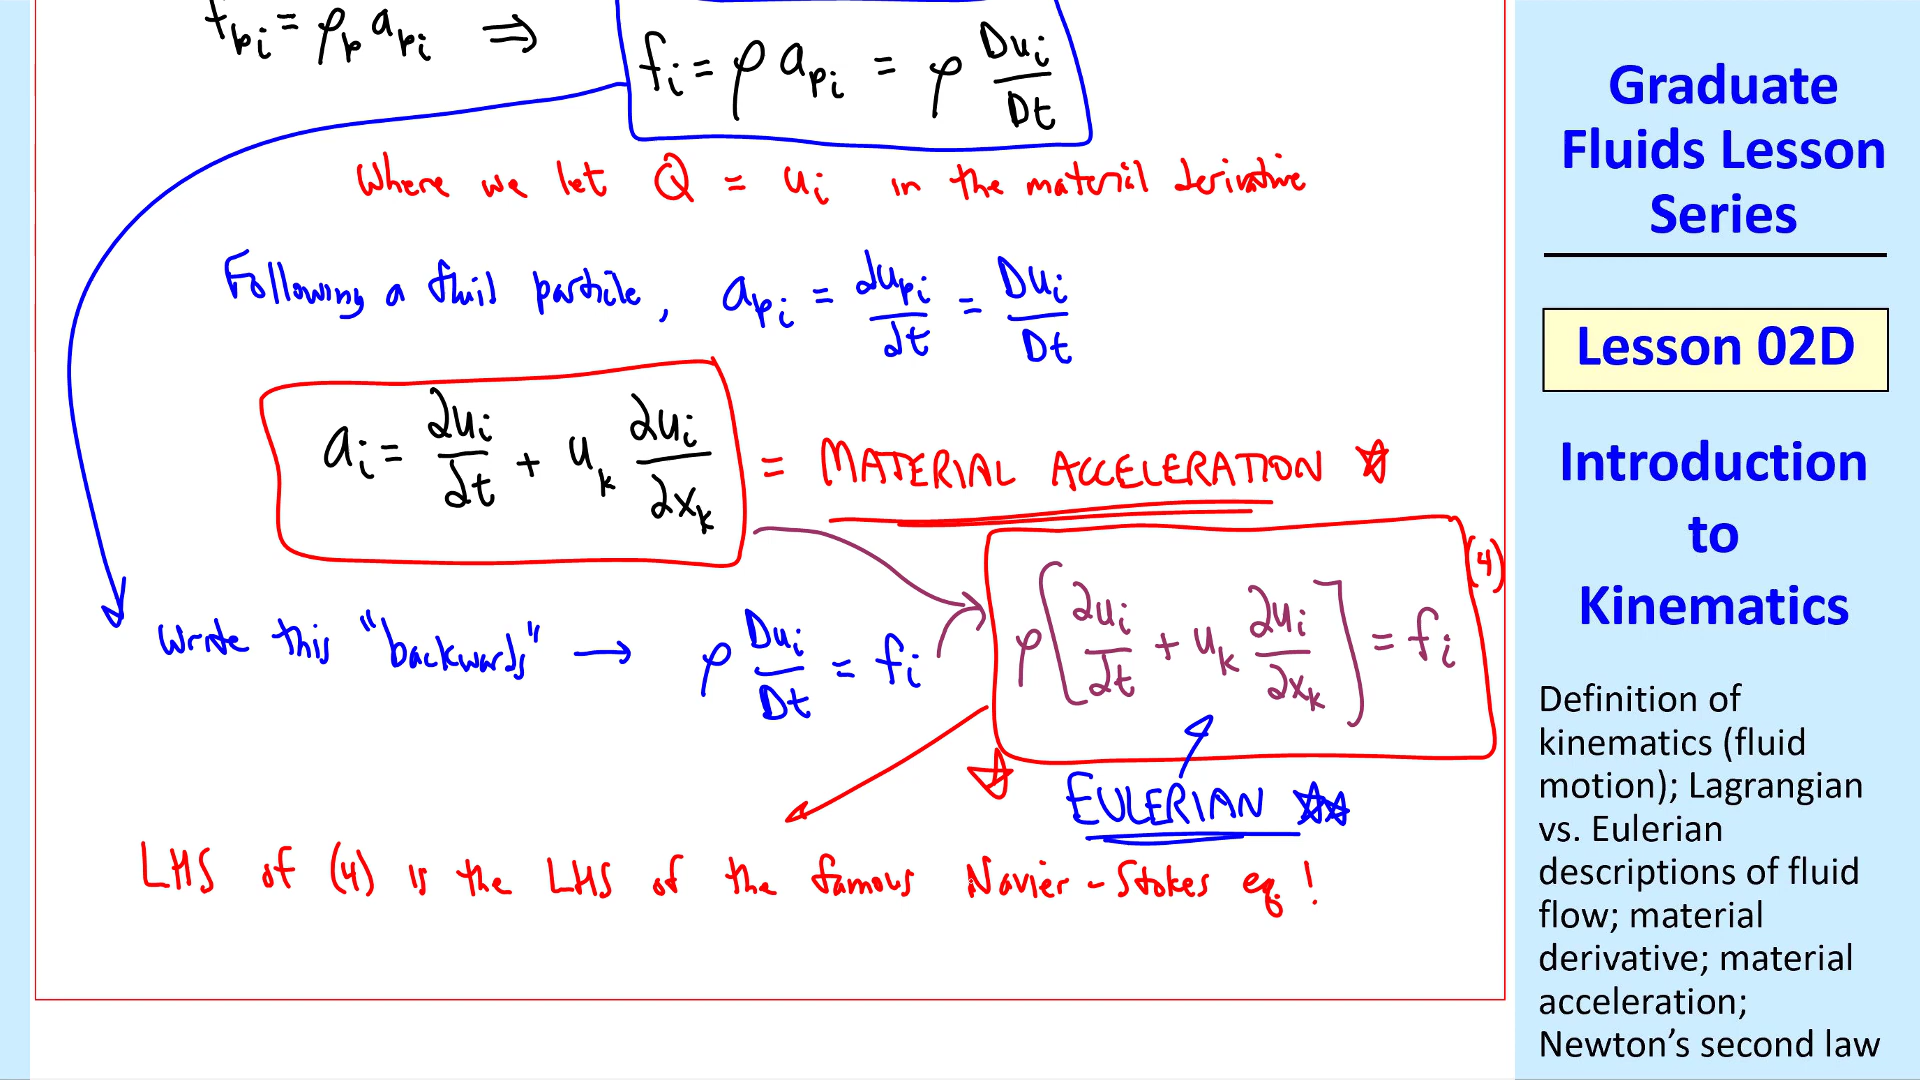 f_{p_i} = ρ_p a_{p_i} ⇒ f_i = ρ a_{p_i} = ρ Du_i/Dt
Where we let Q = u_i in the material derivative
Following a fluid particle, a_{p_i} = du_{p_i}/dt = Du_i/Dt
a_i = ∂u_i/∂t + u_k ∂u_i/∂x_k = MATERIAL ACCELERATION ☆
Write this "backwards" → ρ Du_i/Dt = f_i
ρ[∂u_i/∂t + u_k ∂u_i/∂x_k] = f_i (4)
☆
EULERIAN ☆☆
LHS of (4) is the LHS of the famous Navier-Stokes eq!
Graduate
Fluids Lesson
Series
Lesson 02D
Introduction
to
Kinematics
Definition of
kinematics (fluid
motion); Lagrangian
vs. Eulerian
descriptions of fluid
flow; material
derivative; material
acceleration;
Newton's second law